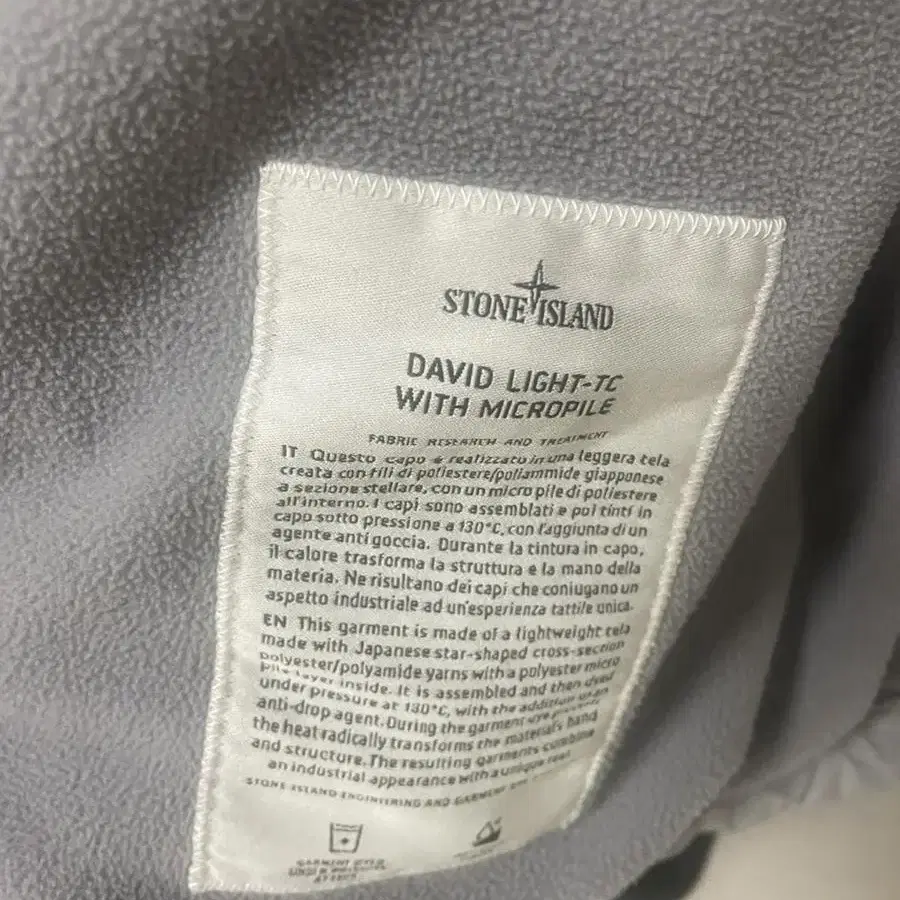 STONE ISLAND
DAVID LIGHT-TC
WITH MICROPILE
FABRIC RESEARCH AND TREATMENT
IT Questo capo è realizzato in una leggera tela
creata con fili di poliestere/poliammide giapponese
a sezione stellare, con un micro pile di poliestere
all'interno. I capi sono assemblati e poi tinti in
capo sotto pressione a 130°C, con l'aggiunta di un
agente anti goccia. Durante la tintura in capo,
il calore trasforma la struttura e la mano della
materia. Ne risultano dei capi che coniugano un
aspetto industriale ad un'esperienza tattile unica.
EN This garment is made of a lightweight tela
made with Japanese star-shaped cross-section
polyester/polyamide yarns with a polyester micro
pile layer inside. It is assembled and then dyed
under pressure at 130°C, with the addition of an
anti-drop agent. During the garment dye process,
the heat radically transforms the material's hand
and structure. The resulting garments combine
an industrial appearance with a unique feel.
STONE ISLAND ENGINEERING AND GARMENT
GARMENT DYED